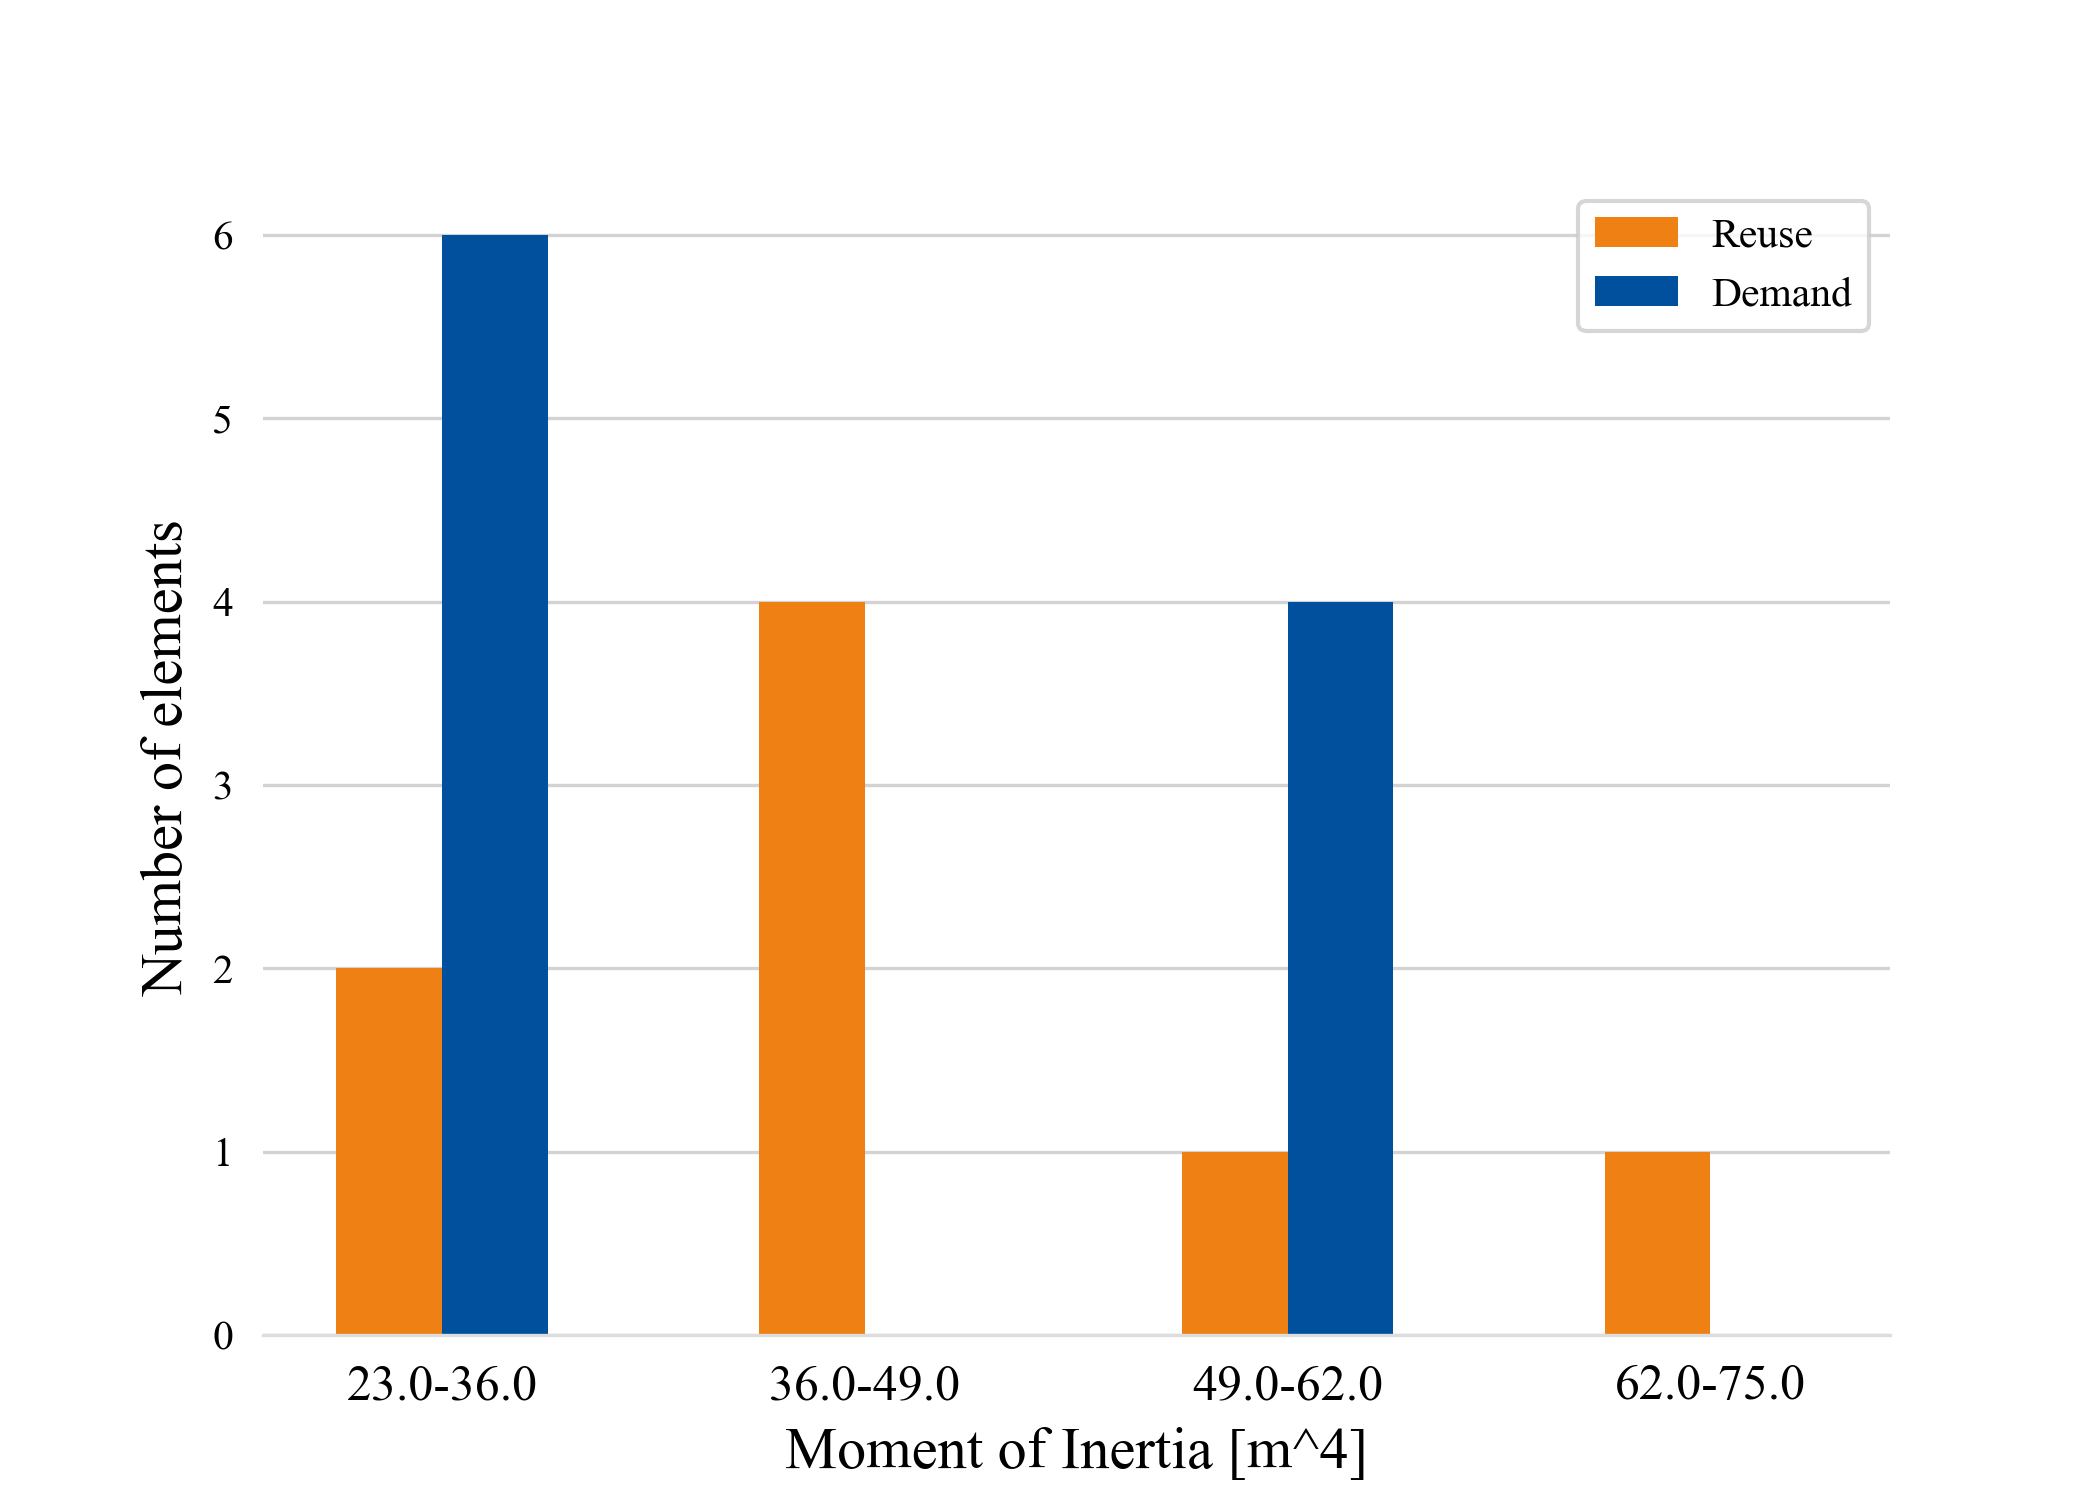 Reuse
Demand
6
5
4
3
2
1
0
Number of elements
23.0-36.0 36.0-49.0 49.0-62.0 62.0-75.0
Moment of Inertia [m^4]